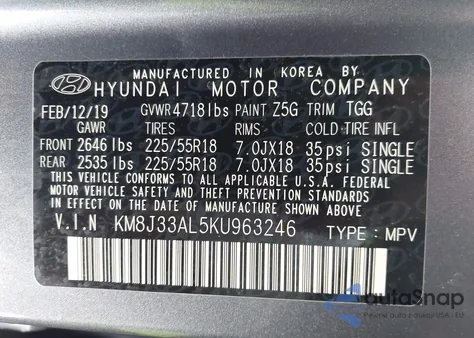 MANUFACTURED IN KOREA BY
HYUNDAI MOTOR COMPANY
FEB/12/19 GVWR 4718lbs PAINT Z5G TRIM TGG
GAWR TIRES RIMS COLD TIRE INFL
FRONT 2646 lbs 225/55R18 7.0JX18 35psi SINGLE
REAR 2535 lbs 225/55R18 7.0JX18 35psi SINGLE
THIS VEHICLE CONFORMS TO ALL APPLICABLE U.S.A. FEDERAL
MOTOR VEHICLE SAFETY, BUMPER, AND THEFT PREVENTION STANDARDS
IN EFFECT ON THE DATE OF MANUFACTURE SHOWN ABOVE
V.I.N KM8J33AL5KU963246 TYPE : MPV
autoSnap